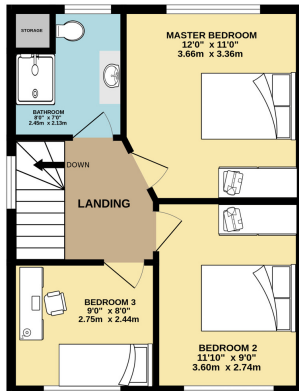 STORAGE
MASTER BEDROOM
12'0" x 11'0"
3.66m x 3.36m
BATHROOM
8'0" x 7'0"
2.45m x 2.13m
DOWN
LANDING
BEDROOM 3
9'0" x 8'0"
2.75m x 2.44m
BEDROOM 2
11'10" x 9'0"
3.60m x 2.74m